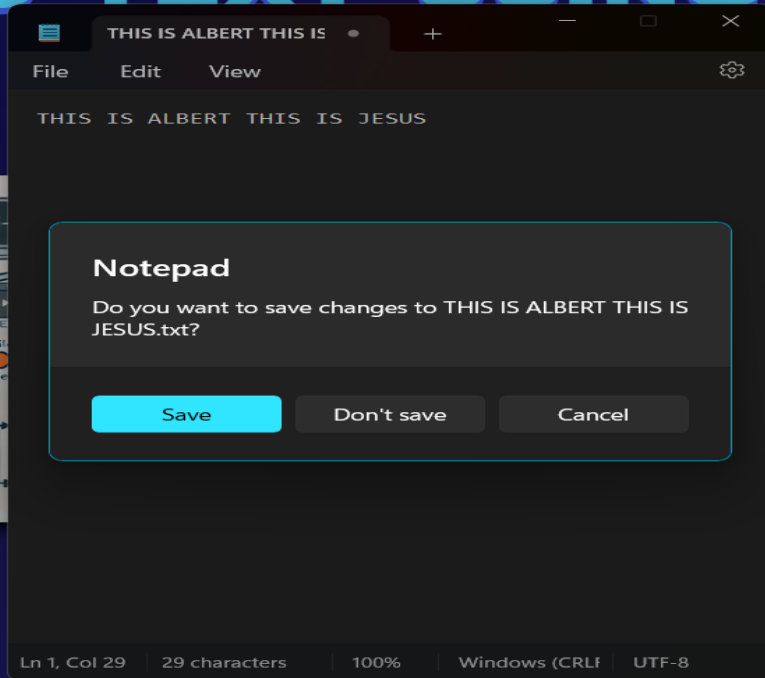 THIS IS ALBERT THIS IS
File Edit View
THIS IS ALBERT THIS IS JESUS
Notepad
Do you want to save changes to THIS IS ALBERT THIS IS
JESUS.txt?
Save Don't save Cancel
Ln 1, Col 29 29 characters 100% Windows (CRLF UTF-8